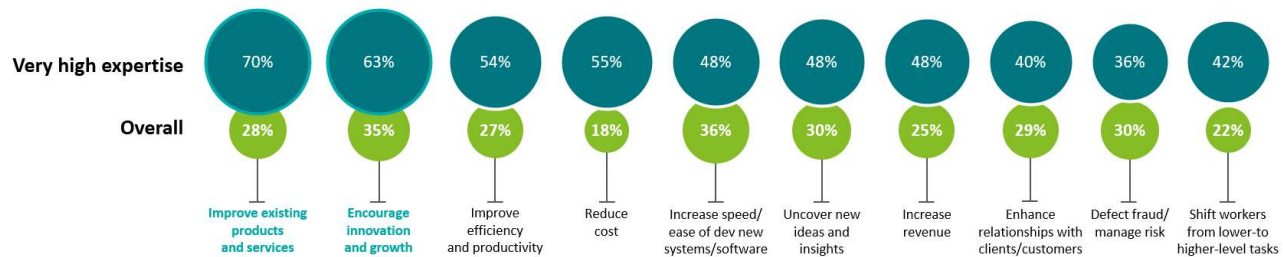 Very high expertise
70% 63% 54% 55% 48% 48% 48% 40% 36% 42%
Overall
28% 35% 27% 18% 36% 30% 25% 29% 30% 22%
Improve existing
products
and services
Encourage
innovation
and growth
Improve
efficiency
and productivity
Reduce
cost
Increase speed/
ease of dev new
systems/software
Uncover new
ideas and
insights
Increase
revenue
Enhance
relationships with
clients/customers
Defect fraud/
manage risk
Shift workers
from lower-to
higher-level tasks